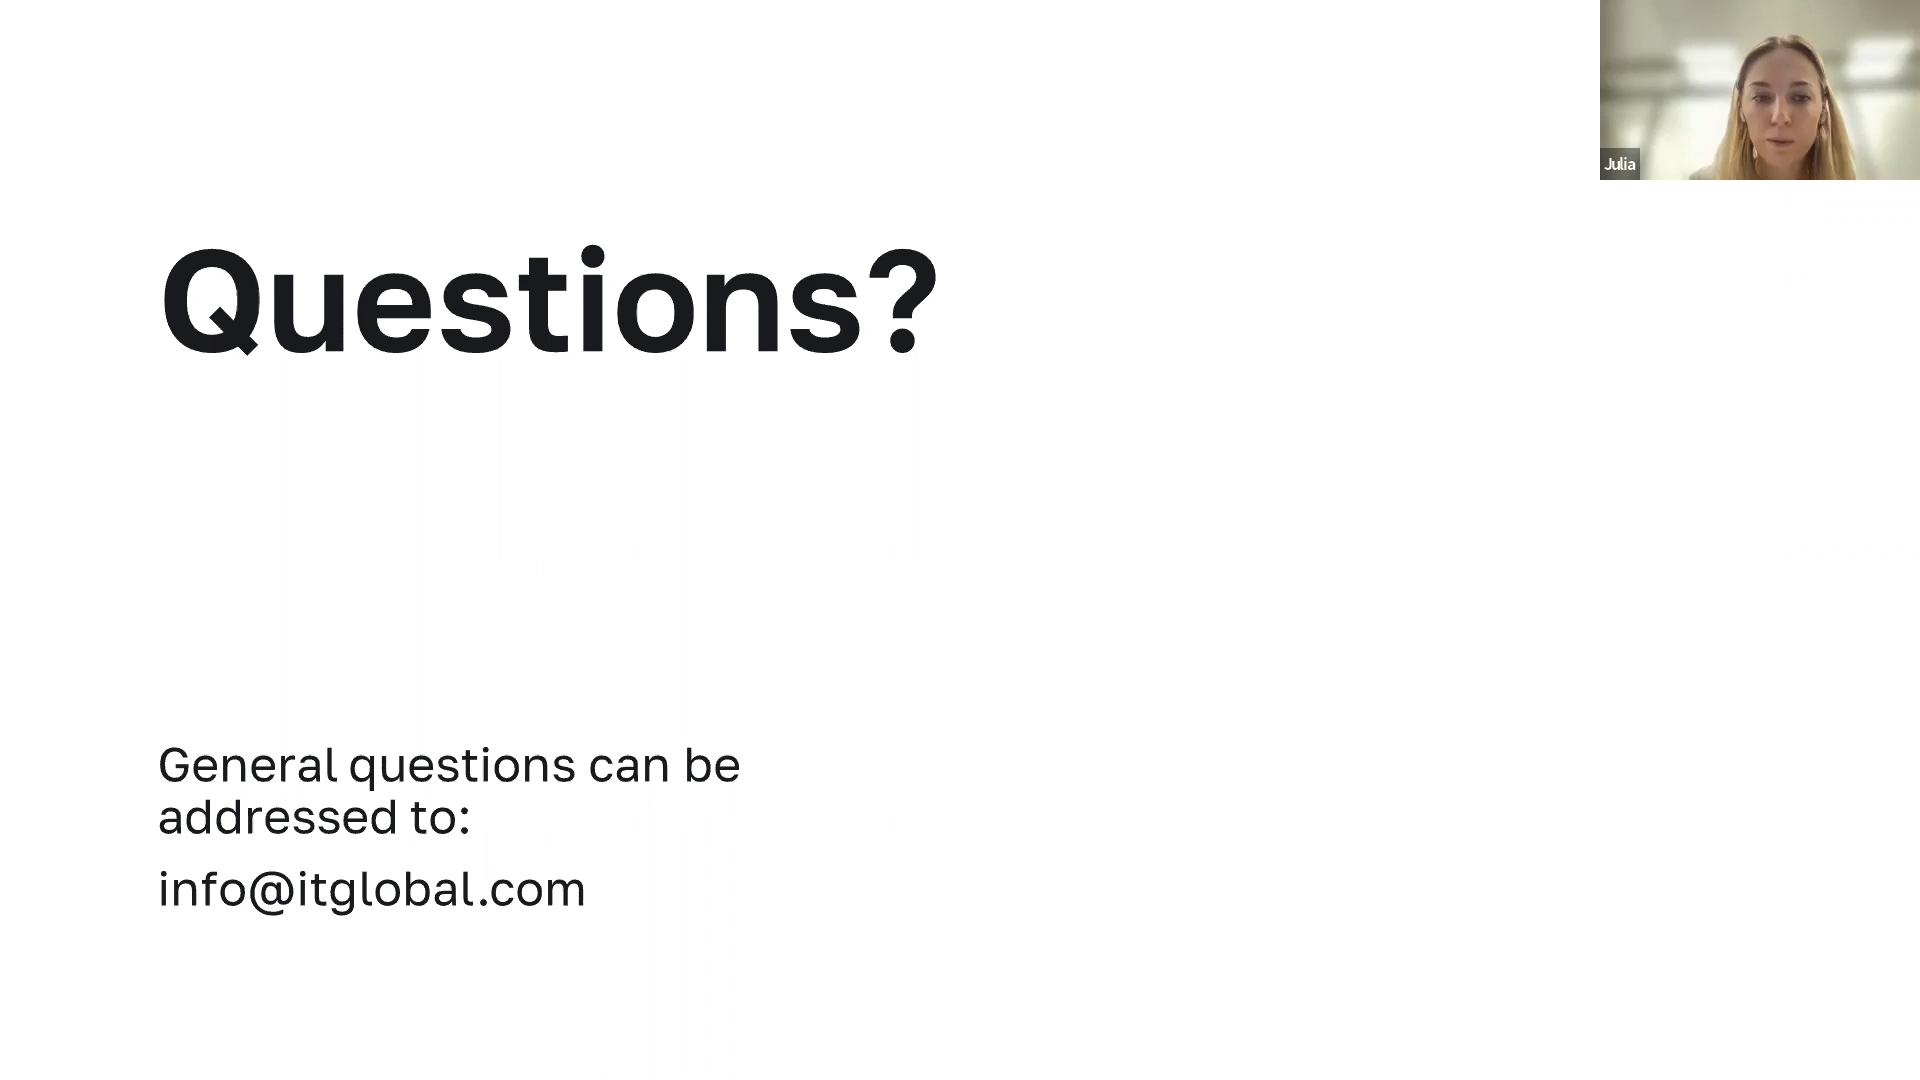 Julia
Questions?
General questions can be
addressed to:
info@itglobal.com